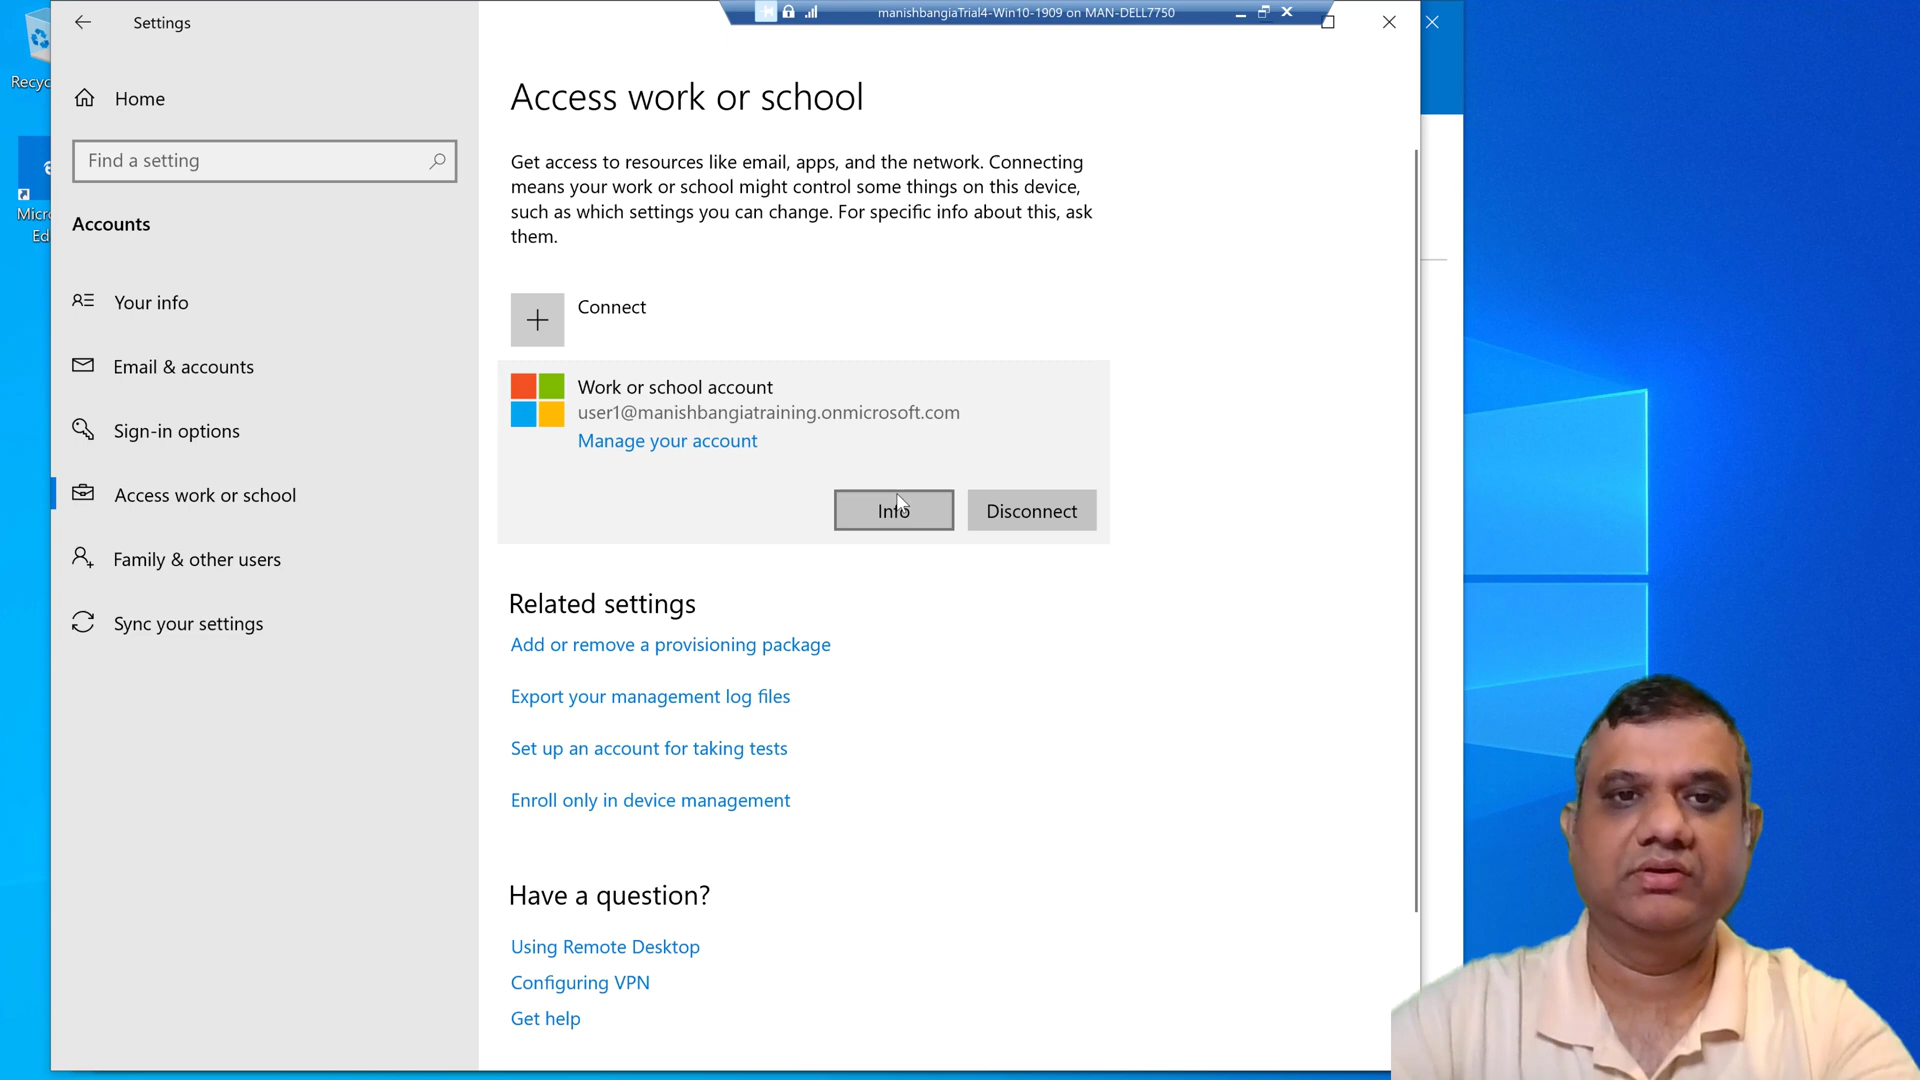 manishbangiaTrial4-Win10-1909 on MAN-DELL7750
Recyc
Micro
Ed
Settings
Home
Find a setting
Accounts
Your info
Email & accounts
Sign-in options
Access work or school
Family & other users
Sync your settings
Access work or school
Get access to resources like email, apps, and the network. Connecting
means your work or school might control some things on this device,
such as which settings you can change. For specific info about this, ask
them.
Connect
Work or school account
user1@manishbangiatraining.onmicrosoft.com
Manage your account
Info
Disconnect
Related settings
Add or remove a provisioning package
Export your management log files
Set up an account for taking tests
Enroll only in device management
Have a question?
Using Remote Desktop
Configuring VPN
Get help